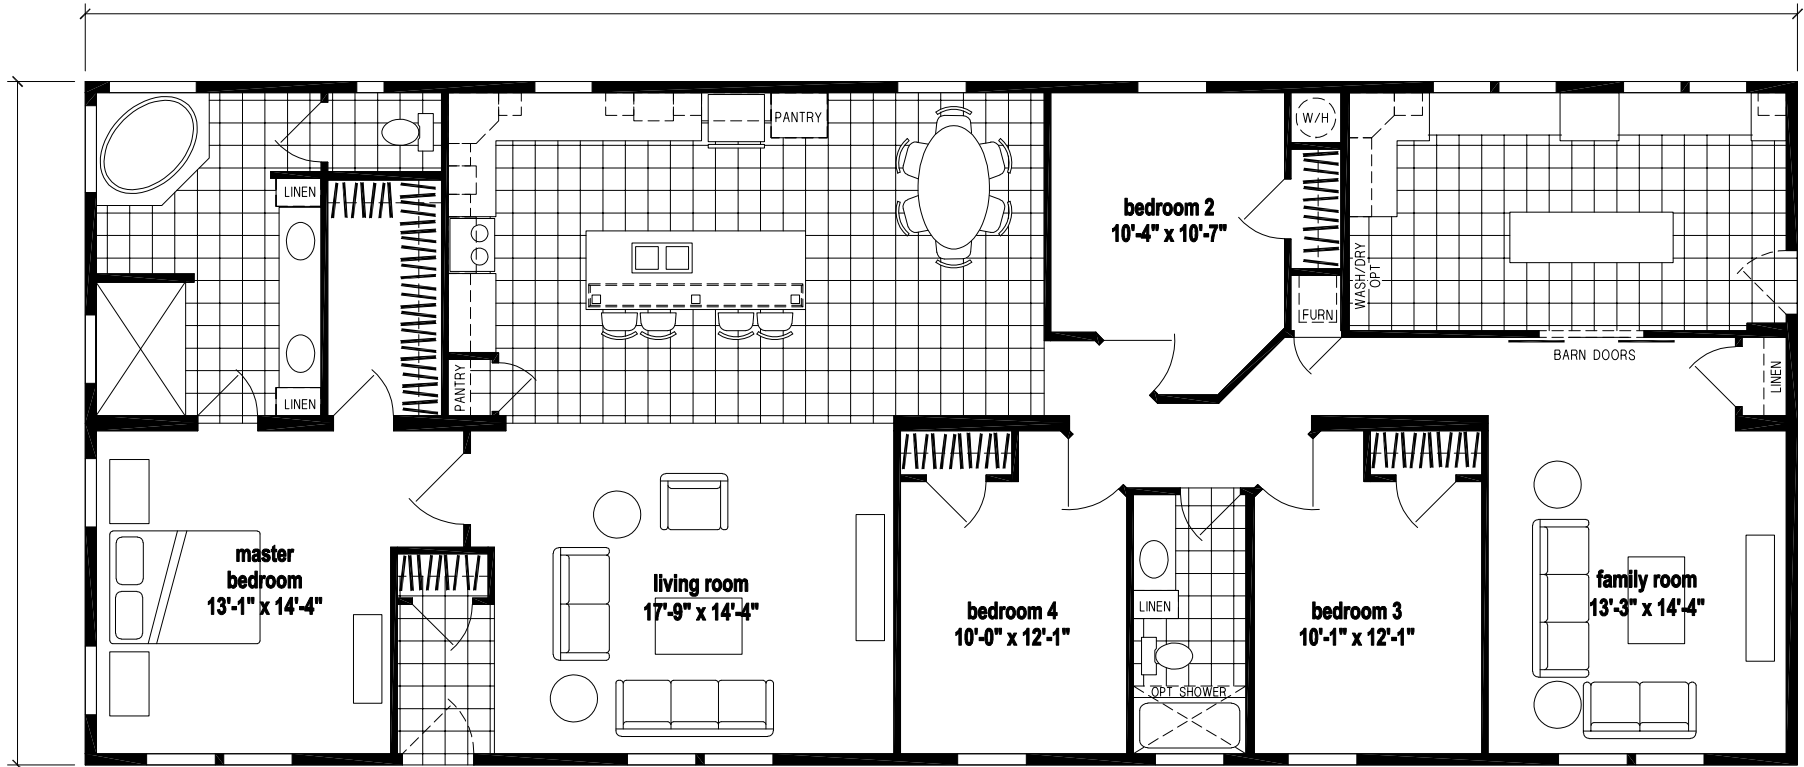 PANTRY
W/H
LINEN
bedroom 2
10'-4" x 10'-7"
WASH/DRY
OPT
FURN
BARN DOORS
LINEN
PANTRY
LINEN
master
bedroom
13'-1" x 14'-4"
living room
17'-9" x 14'-4"
bedroom 4
10'-0" x 12'-1"
LINEN
OPT SHOWER
bedroom 3
10'-1" x 12'-1"
family room
13'-3" x 14'-4"